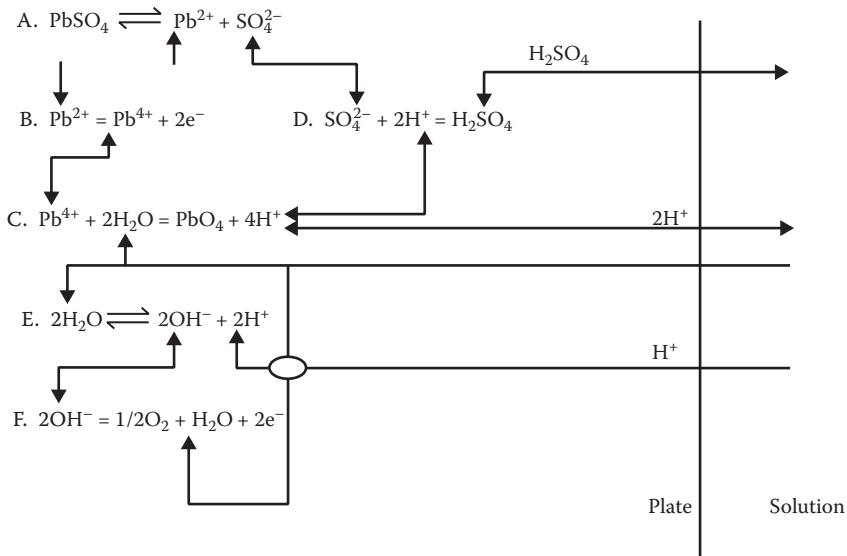 A. PbSO₄ ⇌ Pb²⁺ + SO₄²⁻
H₂SO₄
B. Pb²⁺ = Pb⁴⁺ + 2e⁻
D. SO₄²⁻ + 2H⁺ = H₂SO₄
C. Pb⁴⁺ + 2H₂O = PbO₄ + 4H⁺
2H⁺
E. 2H₂O ⇌ 2OH⁻ + 2H⁺
H⁺
F. 2OH⁻ = 1/2O₂ + H₂O + 2e⁻
Plate
Solution